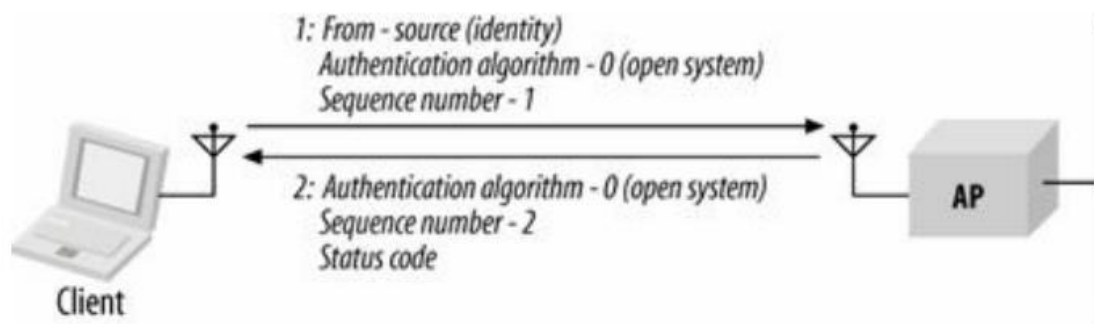 1: From - source (identity)
Authentication algorithm - 0 (open system)
Sequence number - 1
2: Authentication algorithm - 0 (open system)
Sequence number - 2
Status code
AP
Client